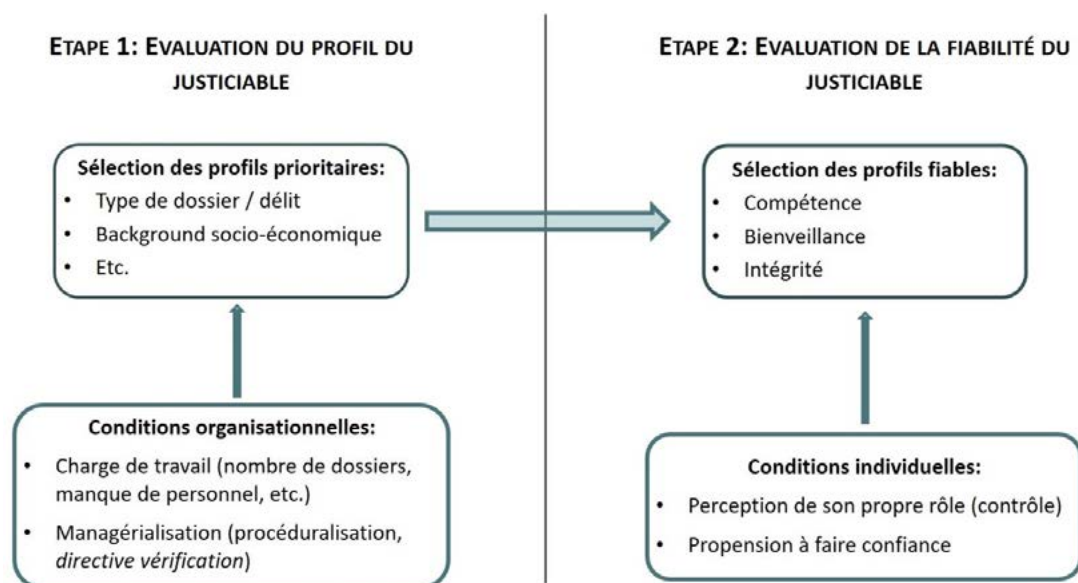 ETAPE 1: EVALUATION DU PROFIL DU
JUSTICIABLE
Sélection des profils prioritaires:
• Type de dossier / délit
• Background socio-économique
• Etc.
Conditions organisationnelles:
• Charge de travail (nombre de dossiers,
manque de personnel, etc.)
• Managérialisation (procéduralisation,
directive vérification)
ETAPE 2: EVALUATION DE LA FIABILITÉ DU
JUSTICIABLE
Sélection des profils fiables:
• Compétence
• Bienveillance
• Intégrité
Conditions individuelles:
• Perception de son propre rôle (contrôle)
• Propension à faire confiance